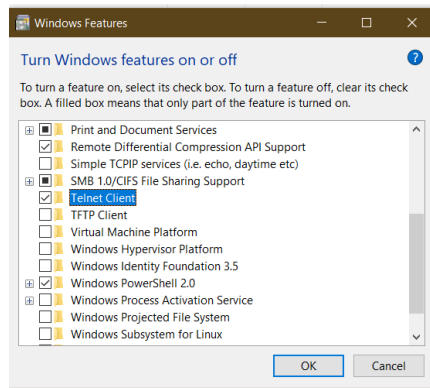 Windows Features
Turn Windows features on or off
To turn a feature on, select its check box. To turn a feature off, clear its check
box. A filled box means that only part of the feature is turned on.
Print and Document Services
Remote Differential Compression API Support
Simple TCPIP services (i.e. echo, daytime etc)
SMB 1.0/CIFS File Sharing Support
Telnet Client
TFTP Client
Virtual Machine Platform
Windows Hypervisor Platform
Windows Identity Foundation 3.5
Windows PowerShell 2.0
Windows Process Activation Service
Windows Projected File System
Windows Subsystem for Linux
OK
Cancel